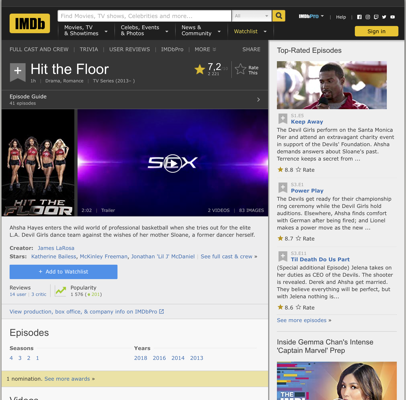 IMDb
Find Movies, TV shows, Celebrities and more...
All
IMDbPro
Help
Movies, TV
& Showtimes
Celebs, Events
& Photos
News &
Community
Watchlist
Sign in
FULL CAST AND CREW | TRIVIA | USER REVIEWS | IMDbPro | MORE
SHARE
Hit the Floor
1h | Drama, Romance | TV Series (2013– )
7,2
Rate
This
Episode Guide
41 episodes
HIT THE
FLOOR
2:02 | Trailer
2 VIDEOS | 83 IMAGES
Ahsha Hayes enters the wild world of professional basketball when she tries out for the elite
L.A. Devil Girls dance team against the wishes of her mother Sloane, a former dancer herself.
Creator: James LaRosa
Stars: Katherine Bailess, McKinley Freeman, Jonathan 'Lil J' McDaniel | See full cast & crew »
+ Add to Watchlist
Reviews
14 user | 3 critic
Popularity
1 576
View production, box office, & company info on IMDbPro
Episodes
Seasons
4 3 2 1
Years
2018 2016 2014 2013
1 nomination. See more awards »
Videos
Top-Rated Episodes
Keep Away
The Devil Girls perform on the Santa Monica
Pier and attend an extravagant charity event
in support of the Devils' Foundation. Ahsha
demands answers about Sloane's past.
Terrence keeps a secret from ...
8.8 Rate
Power Play
The Devils get ready for their championship
ring ceremony while the Devil Girls hold
auditions. Elsewhere, Ahsha finds comfort
with German after being fired; and Lionel
makes a power move as the new ...
8.7 Rate
Til Death Do Us Part
(Special additional Episode) Jelena takes on
her duties as CEO of the Devils. The shooter
is revealed. Derek and Ahsha get married.
They believe everything will be perfect, but
with Jelena nothing is...
8.6 Rate
See more episodes »
Inside Gemma Chan's Intense
'Captain Marvel' Prep